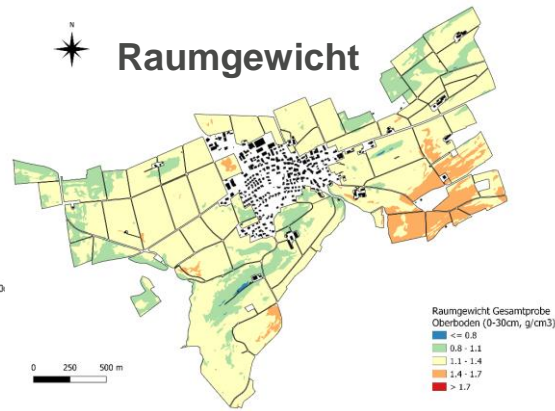 N
Raumgewicht
Raumgewicht Gesamtprobe
Oberboden (0-30cm, g/cm3)
<= 0.8
0.8 - 1.1
1.1 - 1.4
1.4 - 1.7
> 1.7
0 250 500 m